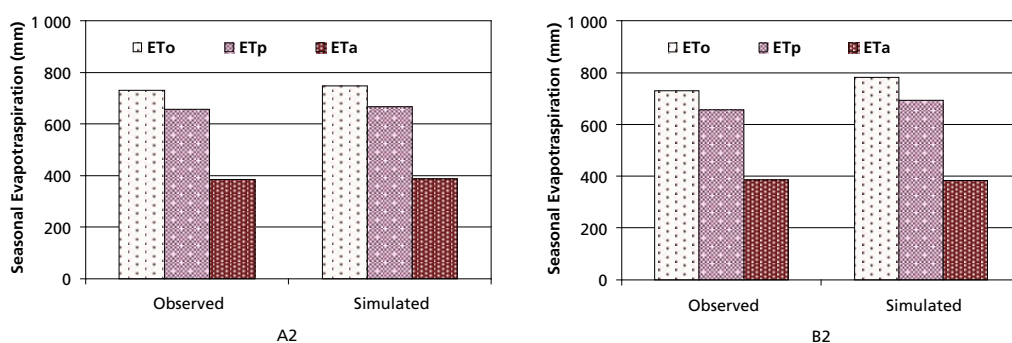 Seasonal Evapotraspiration (mm)
1 000
800
600
400
200
0
ETo ETp ETa
Observed Simulated
A2
Seasonal Evapotraspiration (mm)
1 000
800
600
400
200
0
ETo ETp ETa
Observed Simulated
B2